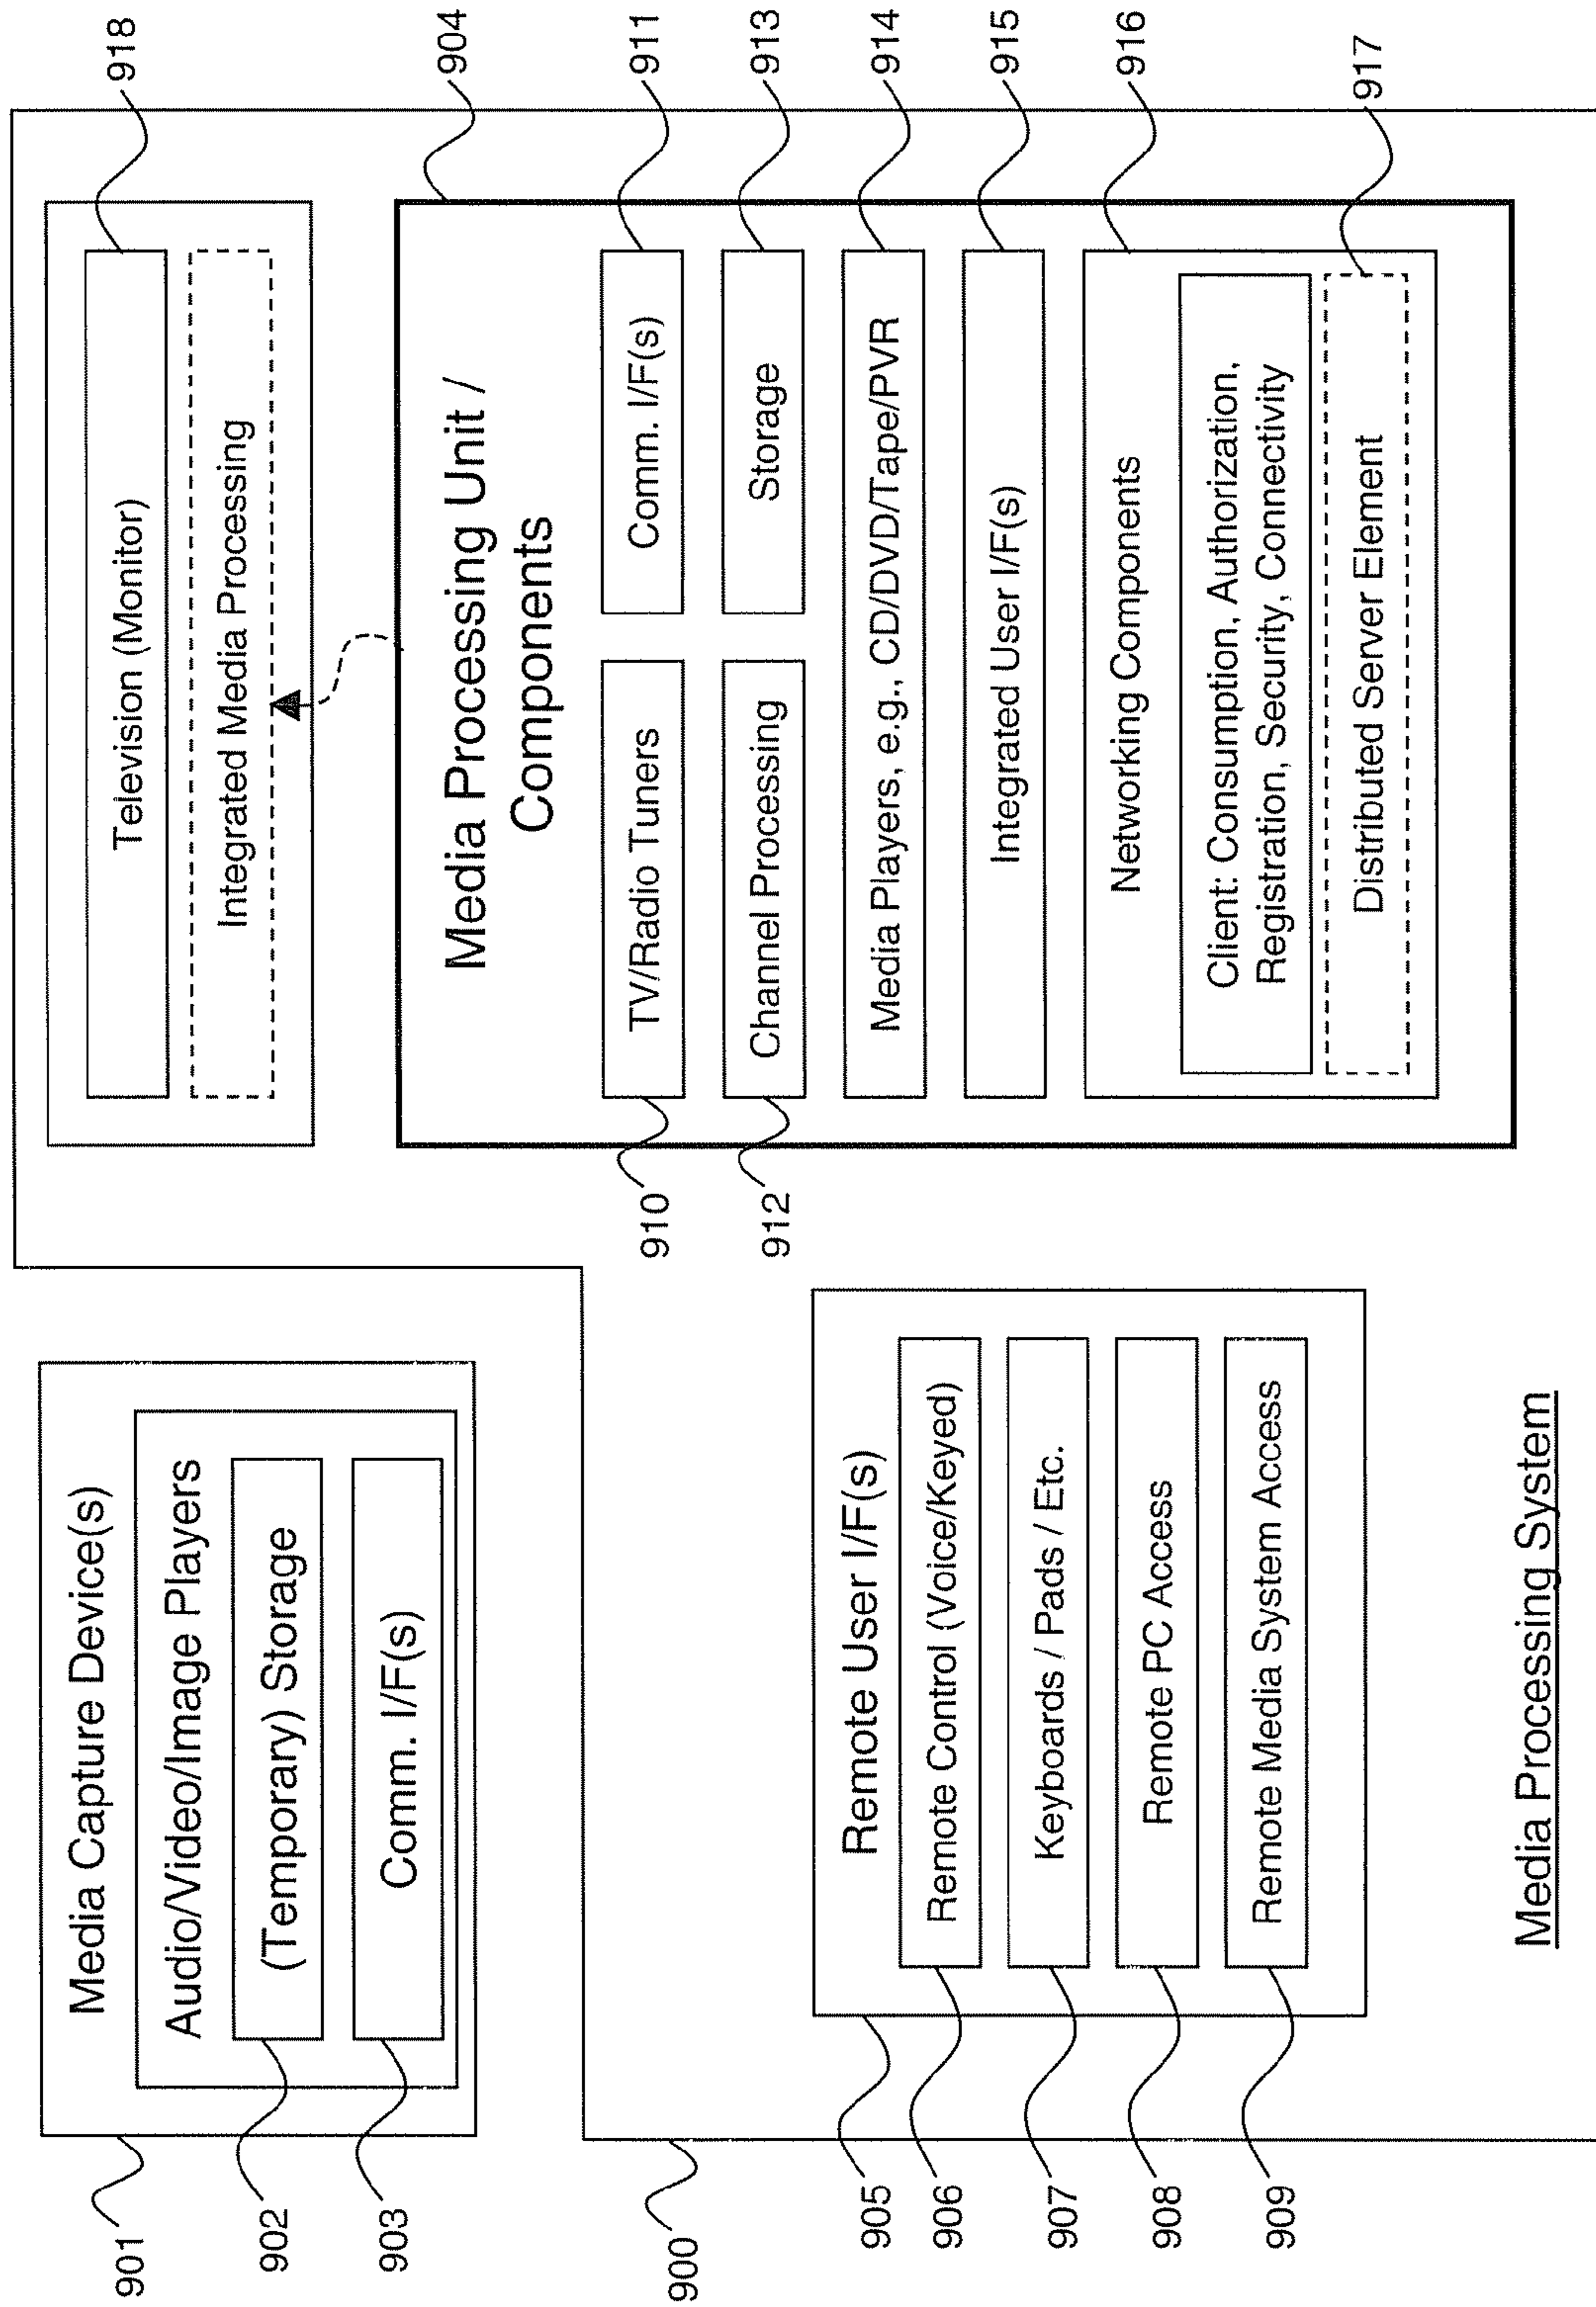 Media Capture Device(s)
Audio/Video/Image Players
(Temporary) Storage
Comm. I/F(s)
901
902
903
900
Remote User I/F(s)
Remote Control (Voice/Keyed)
Keyboards / Pads / Etc.
Remote PC Access
Remote Media System Access
905
906
907
908
909
Media Processing System
Television (Monitor)
Integrated Media Processing
918
Media Processing Unit /
Components
904
TV/Radio Tuners
Comm. I/F(s)
910
911
Channel Processing
Storage
912
913
Media Players, e.g., CD/DVD/Tape/PVR
914
Integrated User I/F(s)
915
Networking Components
916
Client: Consumption, Authorization,
Registration, Security, Connectivity
Distributed Server Element
917